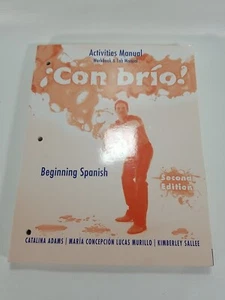 Activities Manual
Workbook & Lab Manual
¡Con brío!
Beginning Spanish
Second
Edition
CATALINA ADAMS | MARÍA CONCEPCIÓN LUCAS MURILLO | KIMBERLEY SALLEE